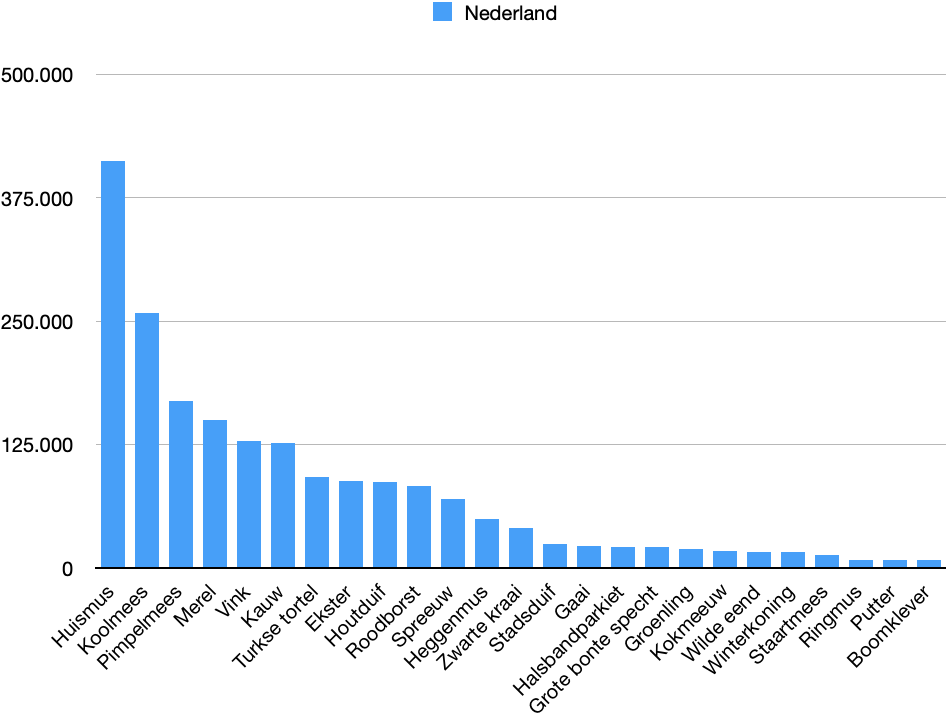 Nederland
500.000
375.000
250.000
125.000
0
Huismus
Koolmees
Pimpelmees
Merel
Vink
Kauw
Turkse tortel
Ekster
Houtduif
Roodborst
Spreeuw
Heggenmus
Zwarte kraai
Stadsduif
Gaai
Halsbandparkiet
Grote bonte specht
Groenling
Kokmeeuw
Wilde eend
Winterkoning
Staartmees
Ringmus
Putter
Boomklever